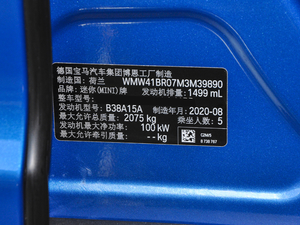 德国宝马汽车集团博恩工厂制造
制造国：荷兰 WMW41BR07M3M39890
品牌：迷你(MINI)牌 发动机排量：1499 mL
发动机型号：B38A15A 制造年月：2020-08
最大允许总质量：2075 kg 乘坐人数：5
发动机最大净功率：100 kW
最大允许牵引质量：-- kg